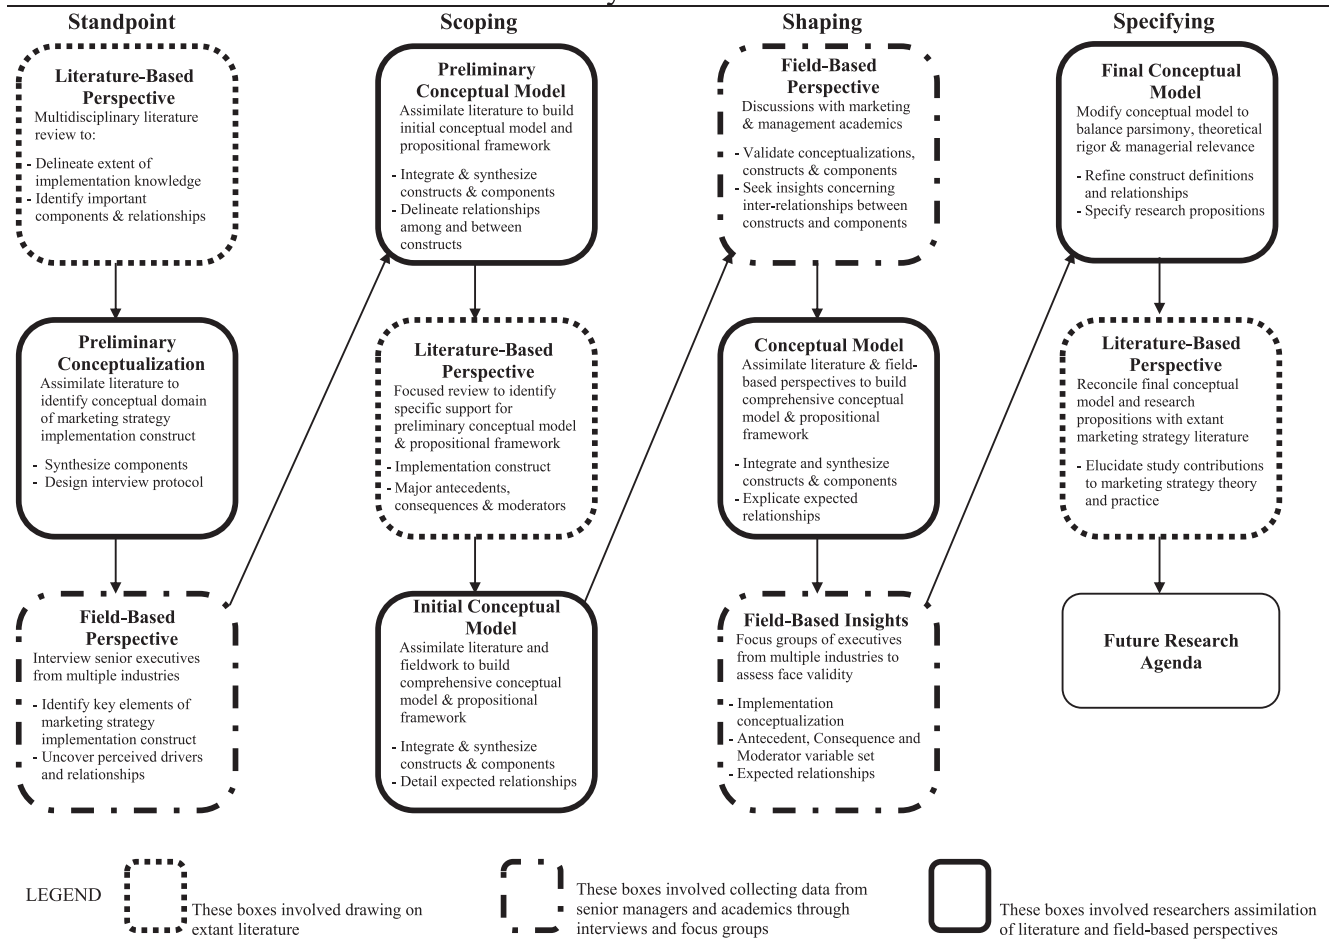 Standpoint
Literature-Based
Perspective
Multidisciplinary literature
review to:
- Delineate extent of
implementation knowledge
- Identify important
components & relationships
Preliminary
Conceptualization
Assimilate literature to
identify conceptual domain
of marketing strategy
implementation construct
- Synthesize components
- Design interview protocol
Field-Based
Perspective
Interview senior executives
from multiple industries
- Identify key elements of
marketing strategy
implementation construct
- Uncover perceived drivers
and relationships
Scoping
Preliminary
Conceptual Model
Assimilate literature to build
initial conceptual model and
propositional framework
- Integrate & synthesize
constructs & components
- Delineate relationships
among and between
constructs
Literature-Based
Perspective
Focused review to identify
specific support for
preliminary conceptual model
& propositional framework
- Implementation construct
- Major antecedents,
consequences & moderators
Initial Conceptual
Model
Assimilate literature and
fieldwork to build
comprehensive conceptual
model & propositional
framework
- Integrate & synthesize
constructs & components
- Detail expected relationships
Shaping
Field-Based
Perspective
Discussions with marketing
& management academics
- Validate conceptualizations,
constructs & components
- Seek insights concerning
inter-relationships between
constructs and components
Conceptual Model
Assimilate literature & field-
based perspectives to build
comprehensive conceptual
model & propositional
framework
- Integrate and synthesize
constructs & components
- Explicate expected
relationships
Field-Based Insights
Focus groups of executives
from multiple industries to
assess face validity
- Implementation
conceptualization
- Antecedent, Consequence and
Moderator variable set
- Expected relationships
Specifying
Final Conceptual
Model
Modify conceptual model to
balance parsimony, theoretical
rigor & managerial relevance
- Refine construct definitions
and relationships
- Specify research propositions
Literature-Based
Perspective
Reconcile final conceptual
model and research
propositions with extant
marketing strategy literature
- Elucidate study contributions
to marketing strategy theory
and practice
Future Research
Agenda
LEGEND
These boxes involved drawing on
extant literature
These boxes involved collecting data from
senior managers and academics through
interviews and focus groups
These boxes involved researchers assimilation
of literature and field-based perspectives